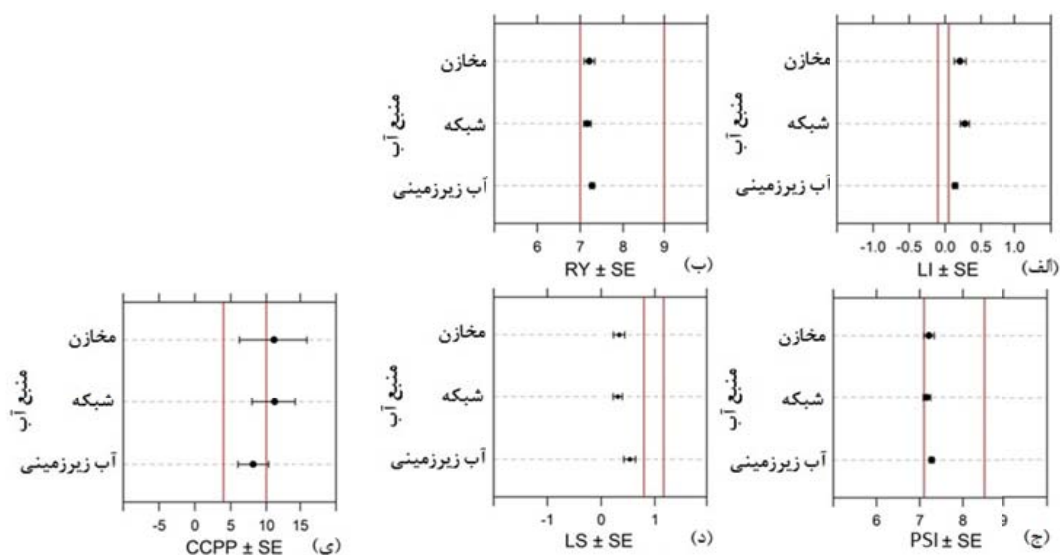 مخازن
شبکه
آب زیرزمینی
منبع آب
-1.0 -0.5 0.0 0.5 1.0
LI ± SE
(الف)
مخازن
شبکه
آب زیرزمینی
منبع آب
6 7 8 9
RY ± SE
(ب)
مخازن
شبکه
آب زیرزمینی
منبع آب
6 7 8 9
PSI ± SE
(ج)
مخازن
شبکه
آب زیرزمینی
منبع آب
-1 0 1
LS ± SE
(د)
مخازن
شبکه
آب زیرزمینی
منبع آب
-5 0 5 10 15
CCPP ± SE
(ی)